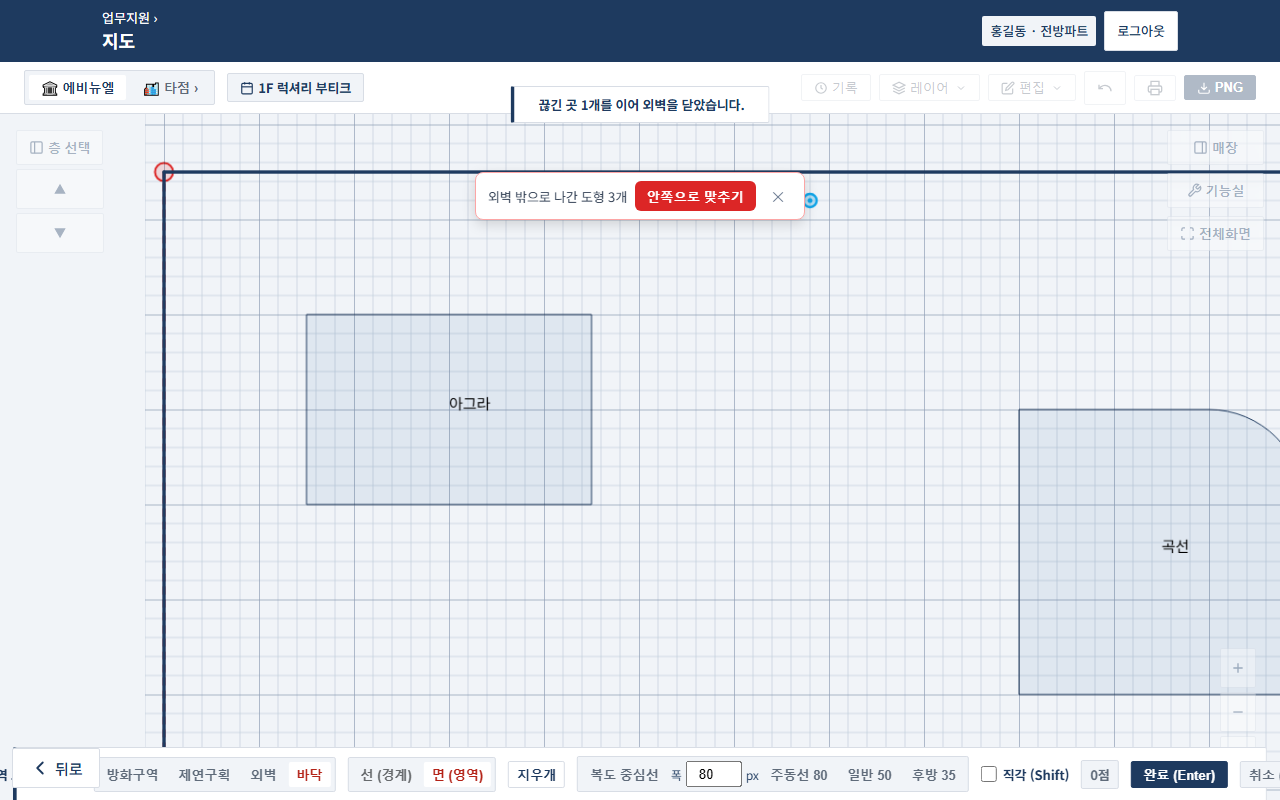 업무지원 ›
지도
홍길동 · 전방파트
로그아웃
에비뉴엘
타점 ›
1F 럭셔리 부티크
끊긴 곳 1개를 이어 외벽을 닫았습니다.
기록
레이어
편집
PNG
층 선택
▲
▼
매장
기능실
전체화면
외벽 밖으로 나간 도형 3개
안쪽으로 맞추기
아그라
곡선
+
−
뒤로
방화구역
제연구획
외벽
바닥
선 (경계)
면 (영역)
지우개
복도 중심선
폭
80
px
주동선 80
일반 50
후방 35
직각 (Shift)
0점
완료 (Enter)
취소